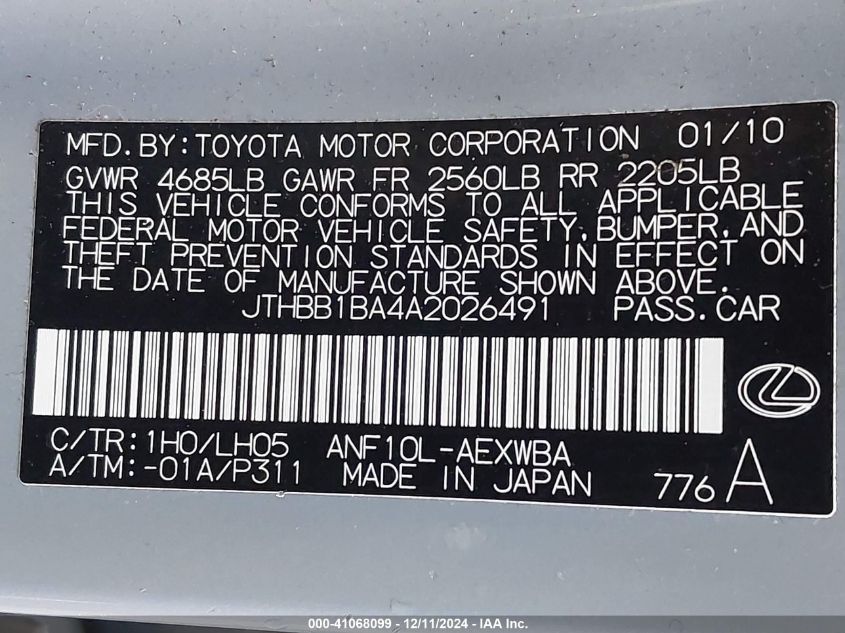 MFD.BY:TOYOTA MOTOR CORPORATION 01/10
GVWR 4685LB GAWR FR 2560LB RR 2205LB
THIS VEHICLE CONFORMS TO ALL APPLICABLE
FEDERAL MOTOR VEHICLE SAFETY,BUMPER,AND
THEFT PREVENTION STANDARDS IN EFFECT ON
THE DATE OF MANUFACTURE SHOWN ABOVE.
JTHBB1BA4A2026491 PASS.CAR
C/TR:1H0/LH05 ANF10L-AEXWBA
A/TM:-01A/P311 MADE IN JAPAN 776 A
000-41068099 - 12/11/2024 - IAA Inc.